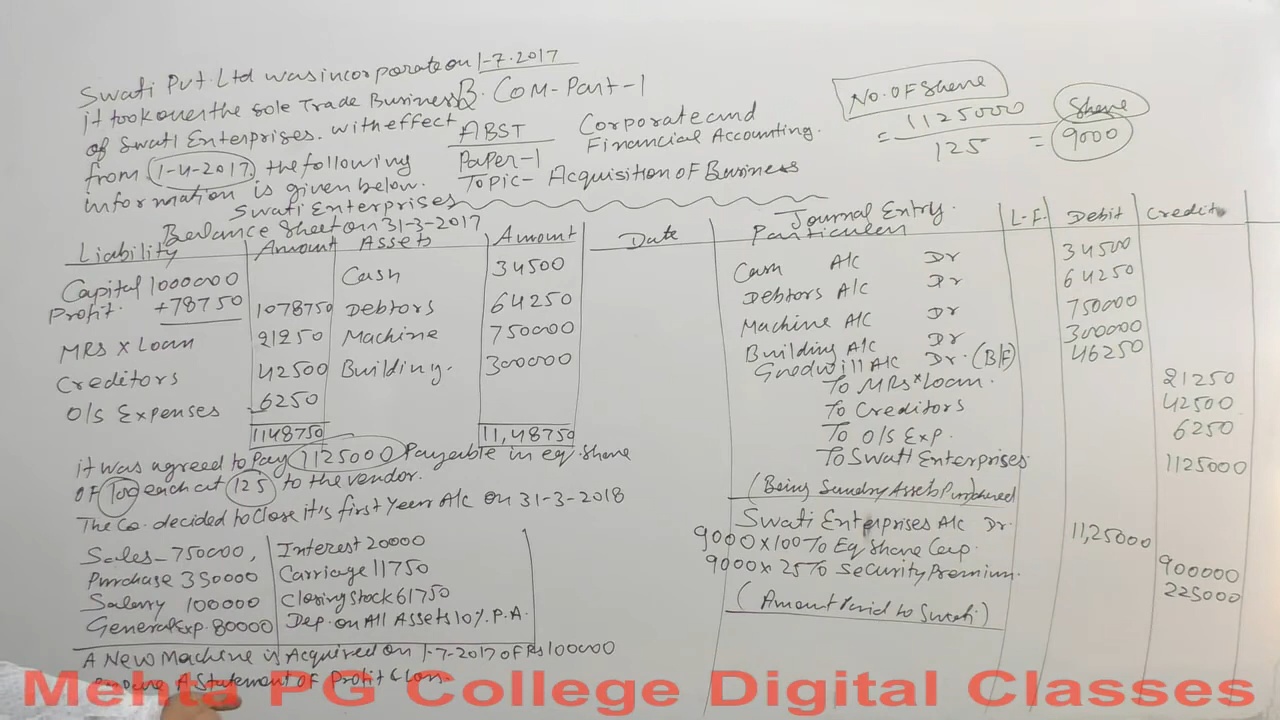 Swati Pvt. Ltd was incorporate on 1-7-2017
it took over the sole Trade Business
of Swati Enterprises. with effect
from 1-4-2017. the following
information is given below.
B. Com-Part-1
ABST
Paper-1
Corporate and
Financial Accounting.
Topic- Acquisition of Business
No. of Share
= 1125000 / 125 = 9000 Share
Swati Enterprises
Balance Sheet on 31-3-2017
Liability Amount Assets Amount
Capital 1000000 Cash 34500
Profit. +78750 1078750 Debtors 64250
MRs X Loan 21250 Machine 750000
Creditors 42500 Building. 300000
O/S Expenses 6250
1148750 11,48750
it was agreed to pay 1125000 Payable in eq. share
of 100 each at 125 to the vendor.
The Co. decided to close it's first Year A/c on 31-3-2018
Sales- 750000, Interest 20000
Purchase 350000 Carriage 11750
Salary 100000 Closing Stock 61750
General Exp. 80000 Dep. on All Assets 10% P.A.
A New Machine is Acquired on 1-7-2017 of Rs 100000
A Statement of Profit & Loss
Journal Entry.
Date Particulars L.F. Debit Credit
Cash A/c Dr 34500
Debtors A/c Dr 64250
Machine A/c Dr 750000
Building A/c Dr 300000
Goodwill A/c Dr. (B/F) 46250
To MRs X Loan. 21250
To Creditors 42500
To O/S Exp. 6250
To Swati Enterprises 1125000
(Being Sundry Assets Purchased
Swati Enterprises A/c Dr. 11,25000
9000 x 100 To Eq Share Cap. 900000
9000 x 25 To Security Premium. 225000
(Amount Paid to Swati)
Mehta PG College Digital Classes